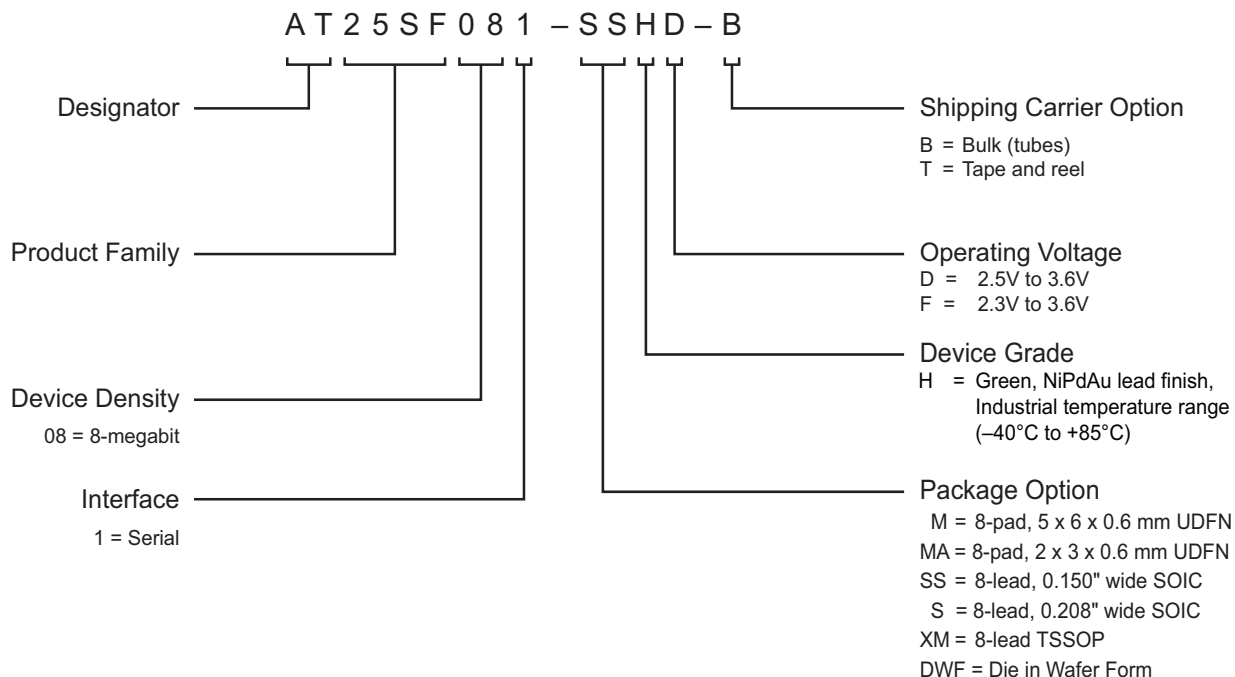 AT25SF081–SSHD–B
Designator
Product Family
Device Density
08 = 8-megabit
Interface
1 = Serial
Shipping Carrier Option
B = Bulk (tubes)
T = Tape and reel
Operating Voltage
D = 2.5V to 3.6V
F = 2.3V to 3.6V
Device Grade
H = Green, NiPdAu lead finish,
Industrial temperature range
(–40°C to +85°C)
Package Option
M = 8-pad, 5 x 6 x 0.6 mm UDFN
MA = 8-pad, 2 x 3 x 0.6 mm UDFN
SS = 8-lead, 0.150" wide SOIC
S = 8-lead, 0.208" wide SOIC
XM = 8-lead TSSOP
DWF = Die in Wafer Form